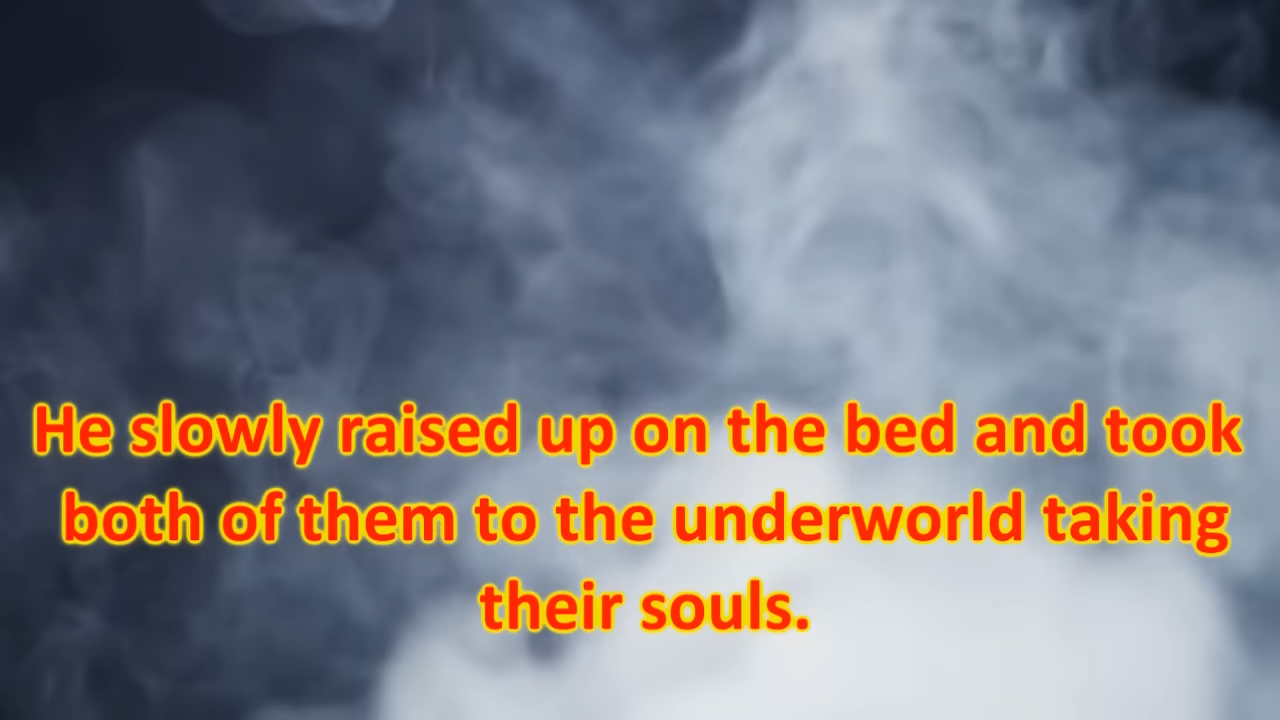 He slowly raised up on the bed and took
both of them to the underworld taking
their souls.